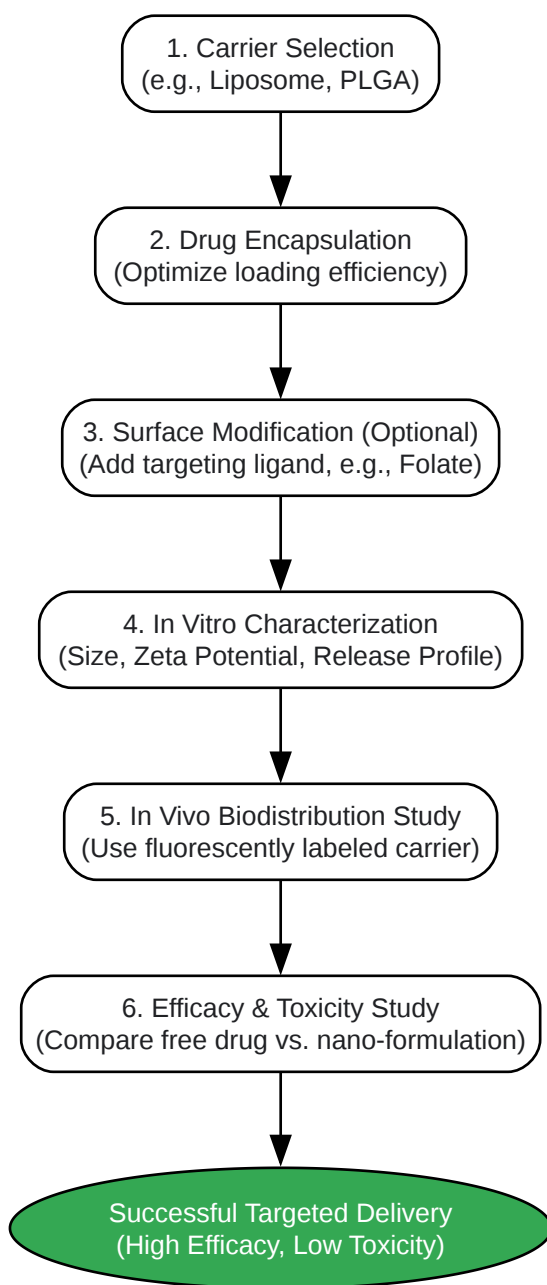 1. Carrier Selection
(e.g., Liposome, PLGA)
2. Drug Encapsulation
(Optimize loading efficiency)
3. Surface Modification (Optional)
(Add targeting ligand, e.g., Folate)
4. In Vitro Characterization
(Size, Zeta Potential, Release Profile)
5. In Vivo Biodistribution Study
(Use fluorescently labeled carrier)
6. Efficacy & Toxicity Study
(Compare free drug vs. nano-formulation)
Successful Targeted Delivery
(High Efficacy, Low Toxicity)